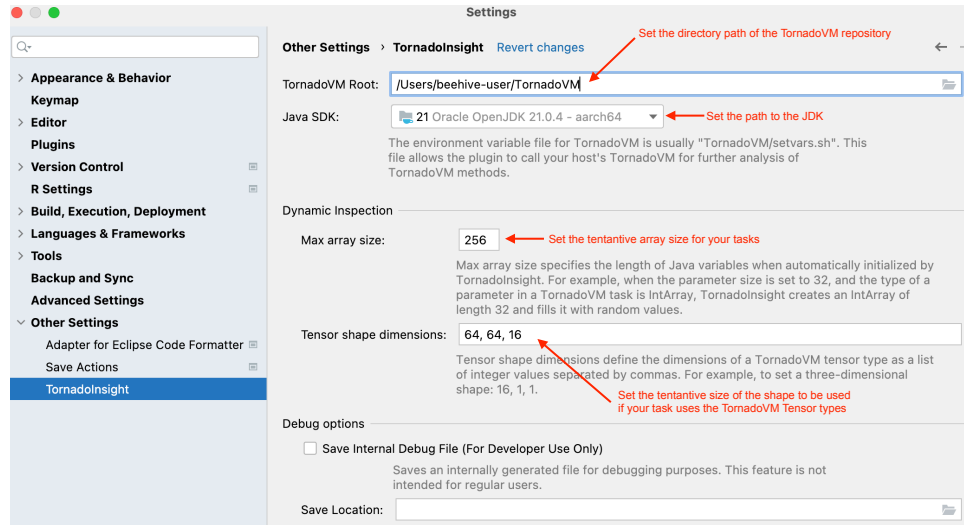 Settings
Set the directory path of the TornadoVM repository
Other Settings › TornadoInsight Revert changes
Appearance & Behavior
Keymap
Editor
Plugins
Version Control
R Settings
Build, Execution, Deployment
Languages & Frameworks
Tools
Backup and Sync
Advanced Settings
Other Settings
Adapter for Eclipse Code Formatter
Save Actions
TornadoInsight
TornadoVM Root: /Users/beehive-user/TornadoVM
Java SDK: 21 Oracle OpenJDK 21.0.4 - aarch64
Set the path to the JDK
The environment variable file for TornadoVM is usually "TornadoVM/setvars.sh". This
file allows the plugin to call your host's TornadoVM for further analysis of
TornadoVM methods.
Dynamic Inspection
Max array size: 256
Set the tentantive array size for your tasks
Max array size specifies the length of Java variables when automatically initialized by
TornadoInsight. For example, when the parameter size is set to 32, and the type of a
parameter in a TornadoVM task is IntArray, TornadoInsight creates an IntArray of
length 32 and fills it with random values.
Tensor shape dimensions: 64, 64, 16
Tensor shape dimensions define the dimensions of a TornadoVM tensor type as a list
of integer values separated by commas. For example, to set a three-dimensional
shape: 16, 1, 1.
Set the tentantive size of the shape to be used
if your task uses the TornadoVM Tensor types
Debug options
Save Internal Debug File (For Developer Use Only)
Saves an internally generated file for debugging purposes. This feature is not
intended for regular users.
Save Location: